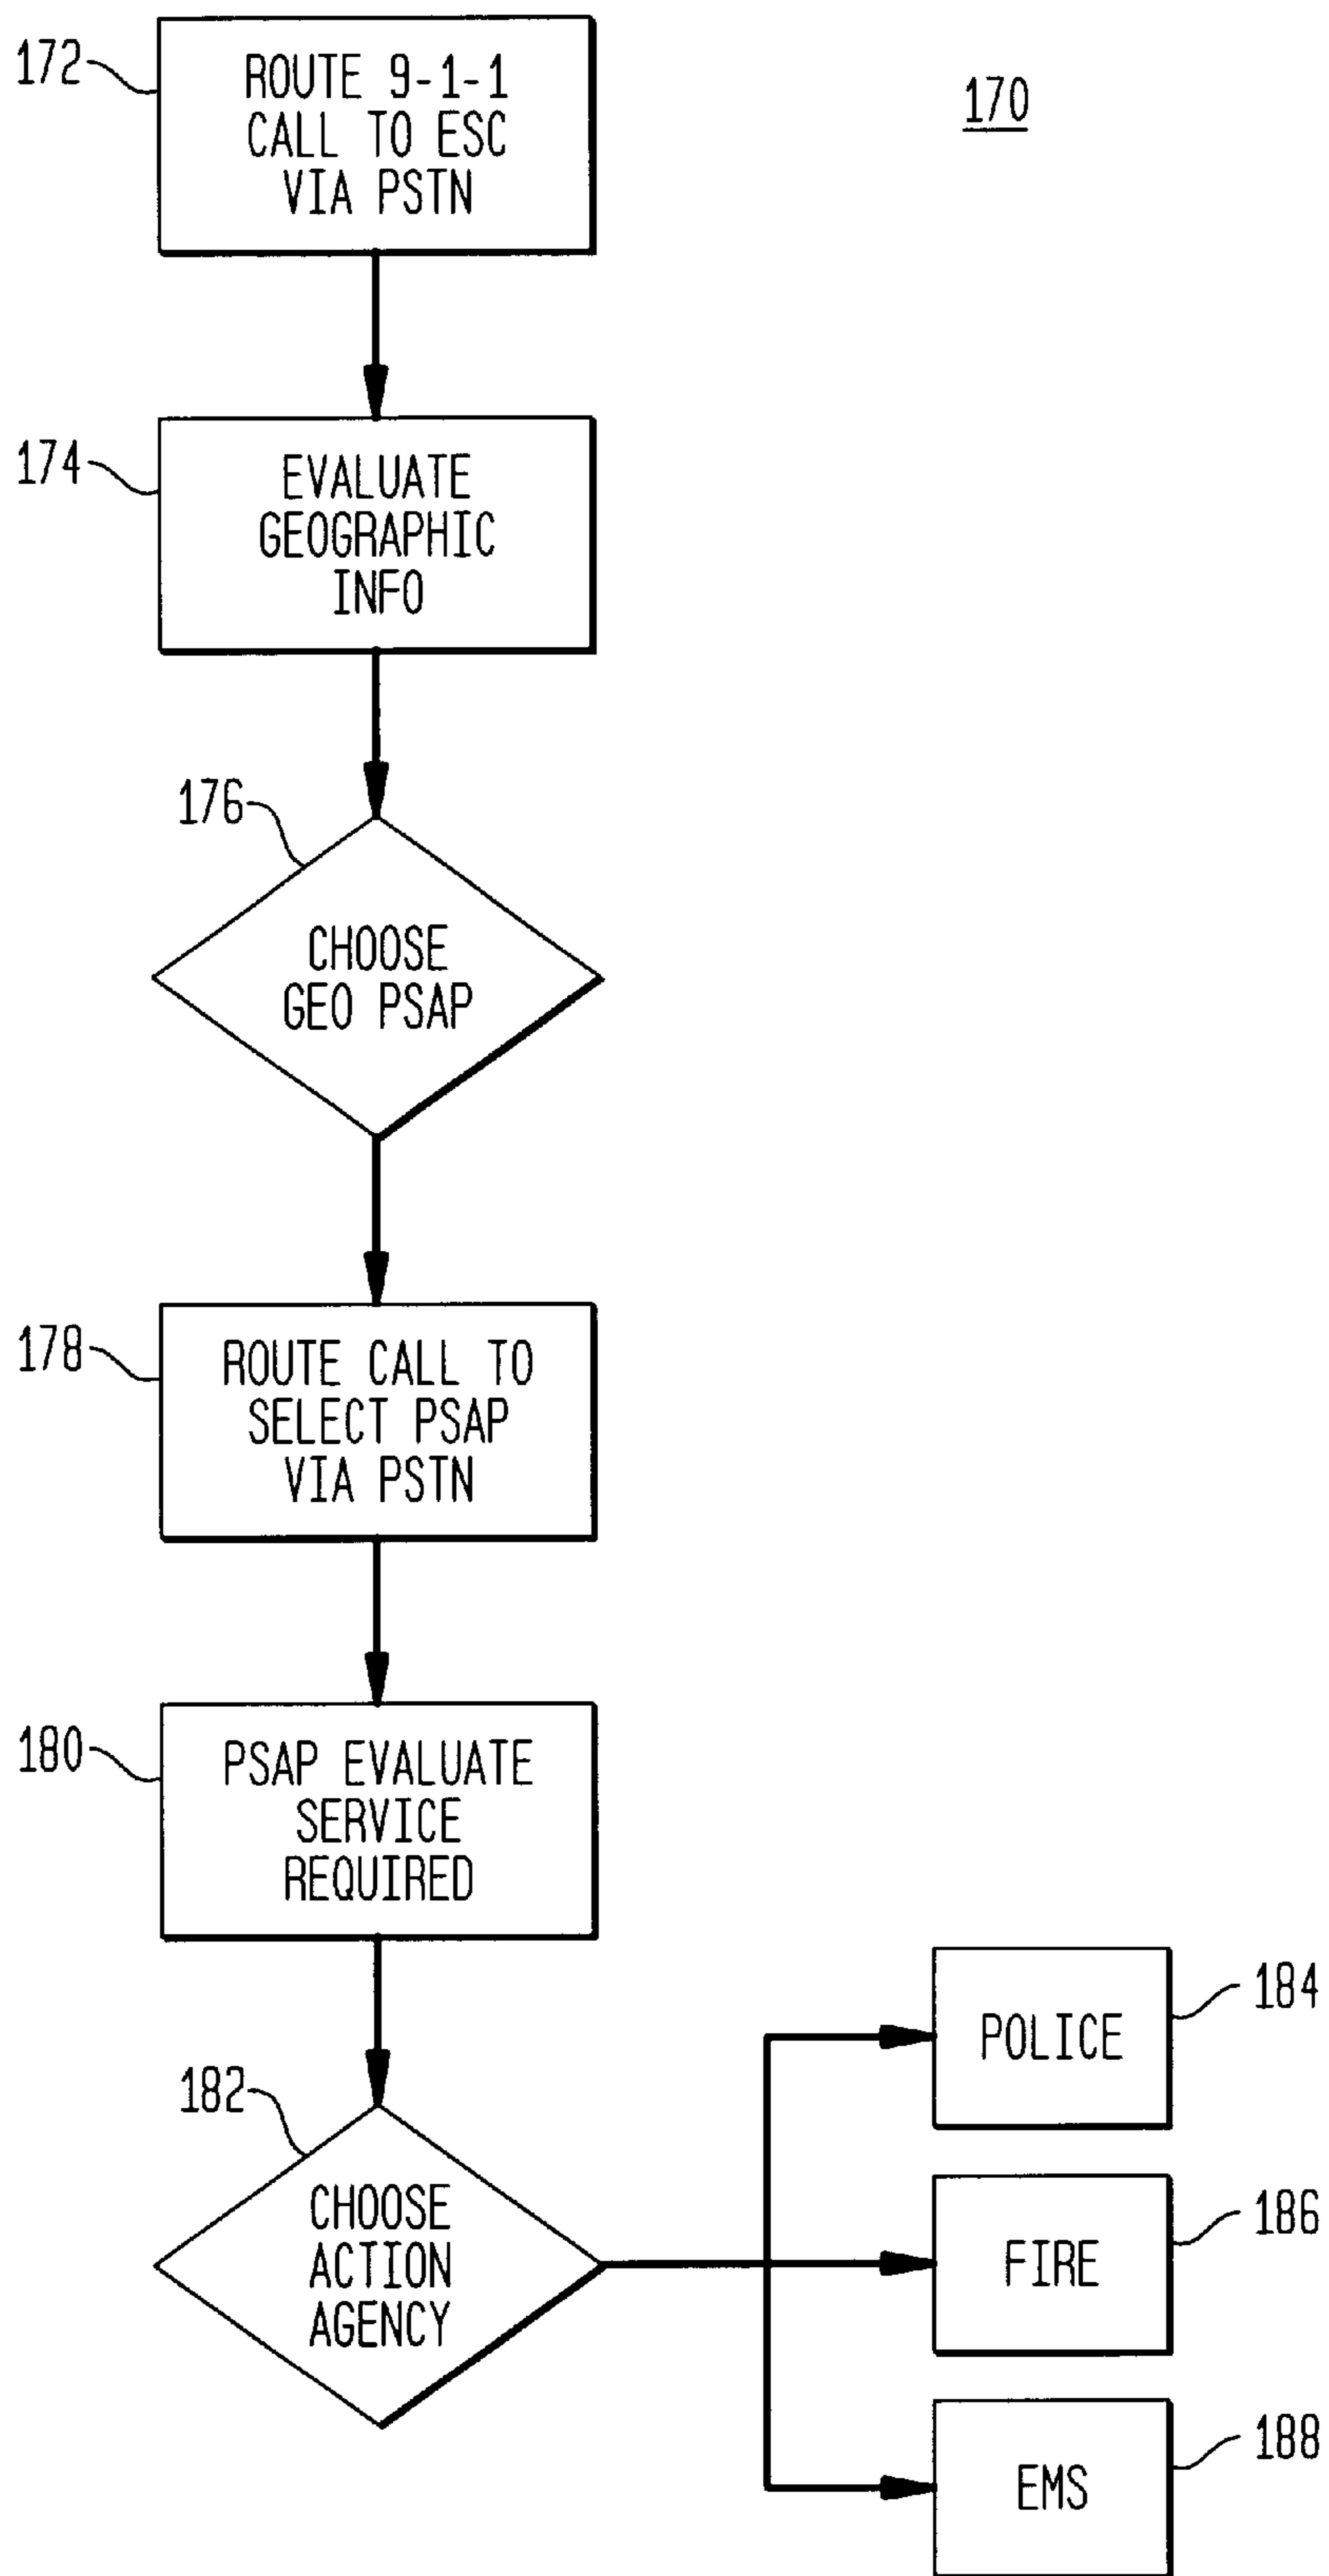 172
ROUTE 9-1-1
CALL TO ESC
VIA PSTN
170
174
EVALUATE
GEOGRAPHIC
INFO
176
CHOOSE
GEO PSAP
178
ROUTE CALL TO
SELECT PSAP
VIA PSTN
180
PSAP EVALUATE
SERVICE
REQUIRED
182
CHOOSE
ACTION
AGENCY
POLICE
184
FIRE
186
EMS
188